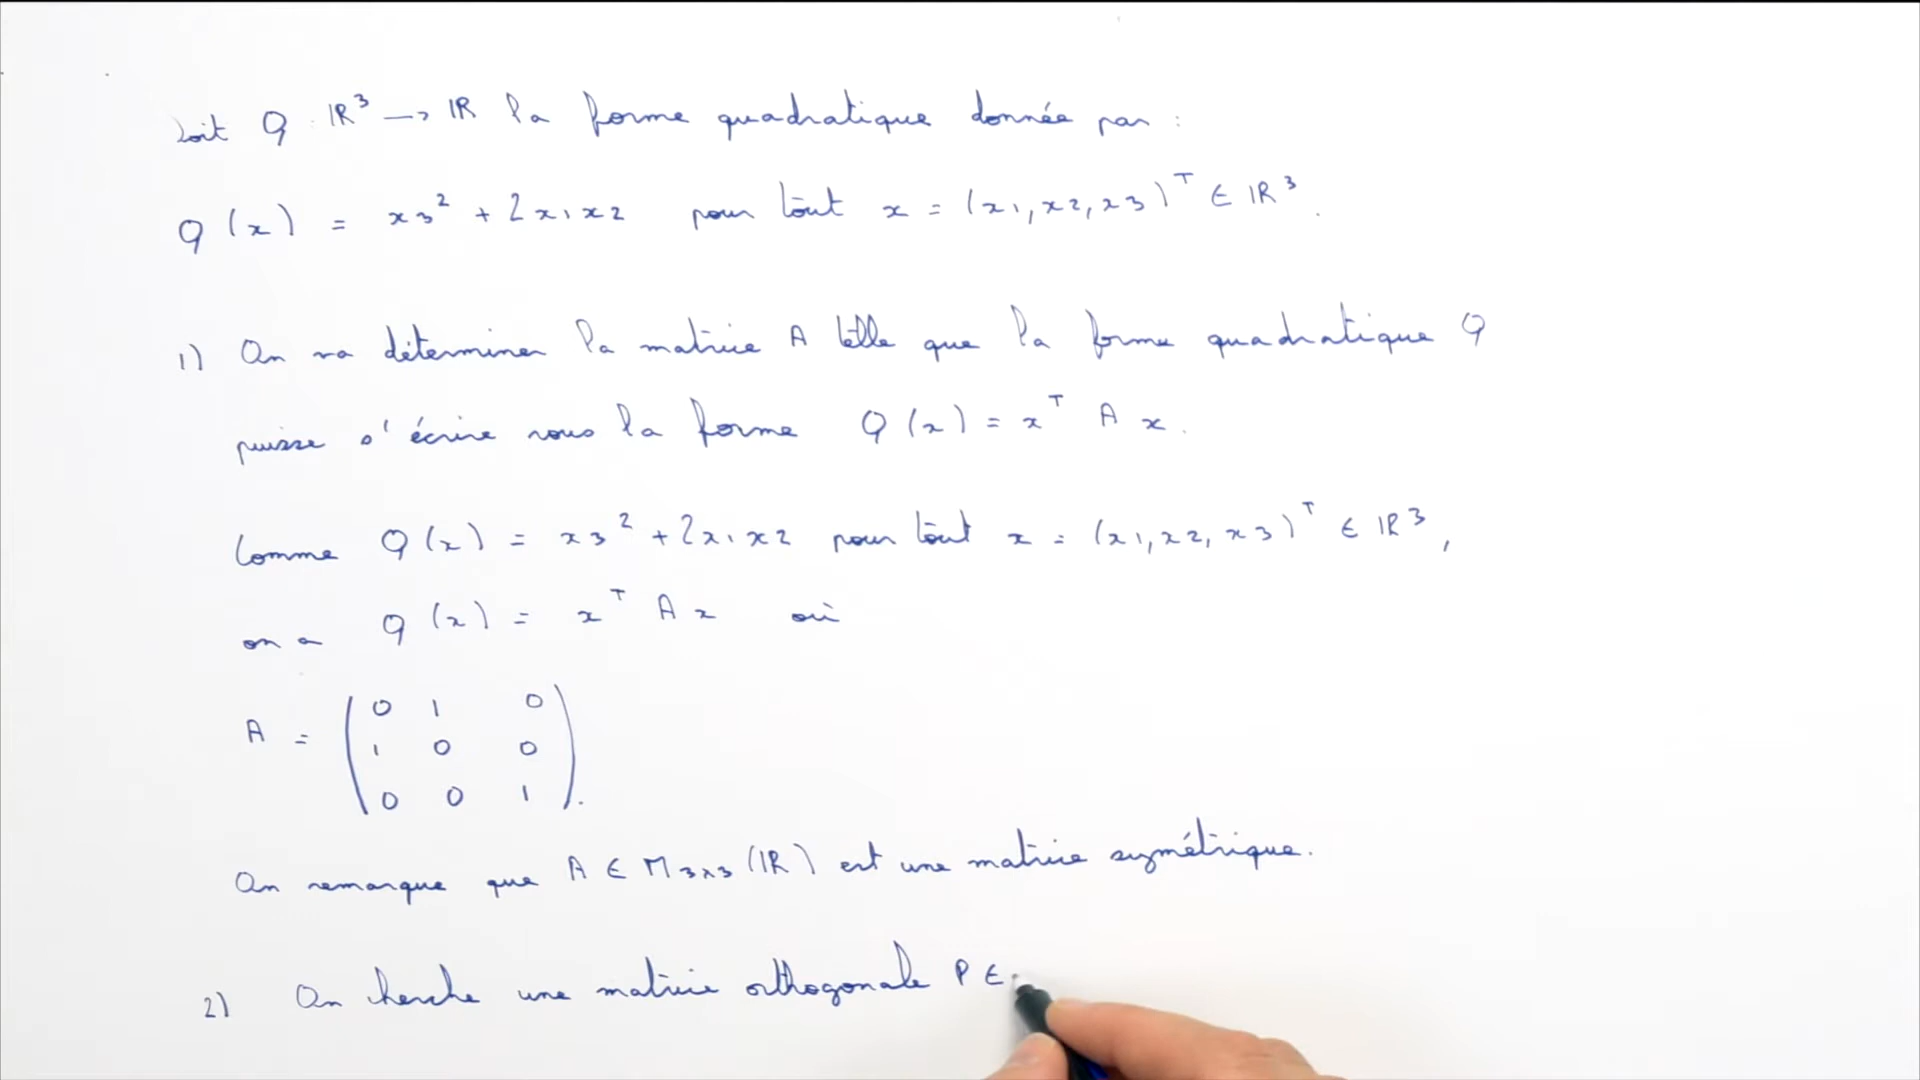 Soit Q : ℝ³ → ℝ la forme quadratique donnée par :
Q(x) = x3² + 2x1x2 pour tout x = (x1, x2, x3)ᵀ ∈ ℝ³.
1) On va déterminer la matrice A telle que la forme quadratique Q
puisse s'écrire sous la forme Q(x) = xᵀ A x.
Comme Q(x) = x3² + 2x1x2 pour tout x = (x1, x2, x3)ᵀ ∈ ℝ³,
on a Q(x) = xᵀ A x où
A = ( 0 1 0
1 0 0
0 0 1 ).
On remarque que A ∈ M3x3(ℝ) est une matrice symétrique.
2) On cherche une matrice orthogonale P ∈